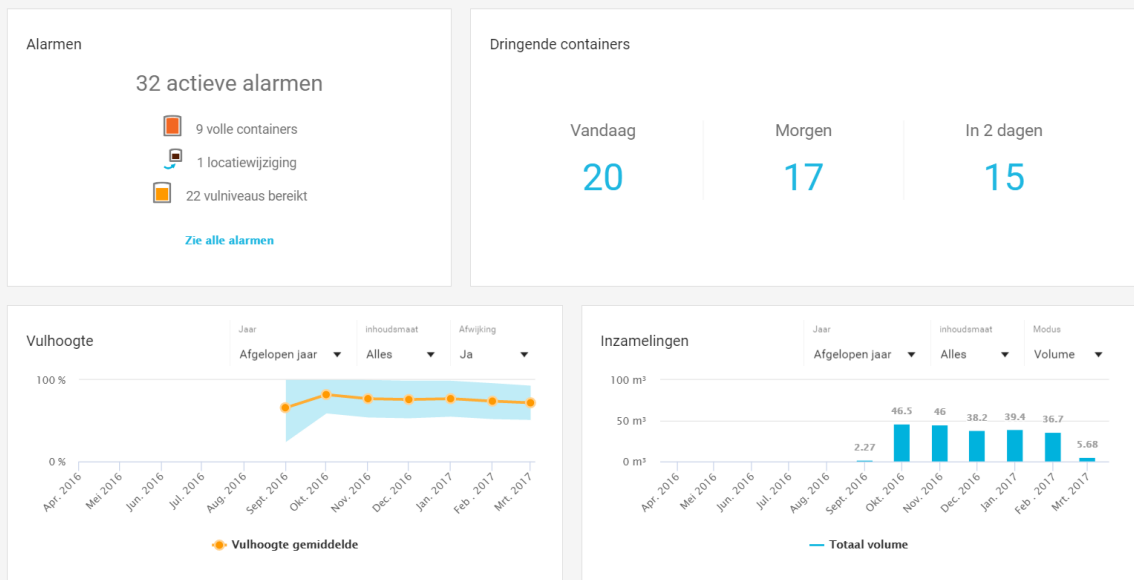 Alarmen
32 actieve alarmen
9 volle containers
1 locatiewijziging
22 vulniveaus bereikt
Zie alle alarmen
Dringende containers
Vandaag
20
Morgen
17
In 2 dagen
15
Vulhoogte
Jaar
Afgelopen jaar
inhoudsmaat
Alles
Afwijking
Ja
100 %
0 %
Apr. 2016
Mei 2016
Jun. 2016
Jul. 2016
Aug. 2016
Sept. 2016
Okt. 2016
Nov. 2016
Dec. 2016
Jan. 2017
Feb . 2017
Mrt. 2017
Vulhoogte gemiddelde
Inzamelingen
Jaar
Afgelopen jaar
inhoudsmaat
Alles
Modus
Volume
100 m³
50 m³
0 m³
2.27
46.5
46
38.2
39.4
36.7
5.68
Apr. 2016
Mei 2016
Jun. 2016
Jul. 2016
Aug. 2016
Sept. 2016
Okt. 2016
Nov. 2016
Dec. 2016
Jan. 2017
Feb . 2017
Mrt. 2017
Totaal volume